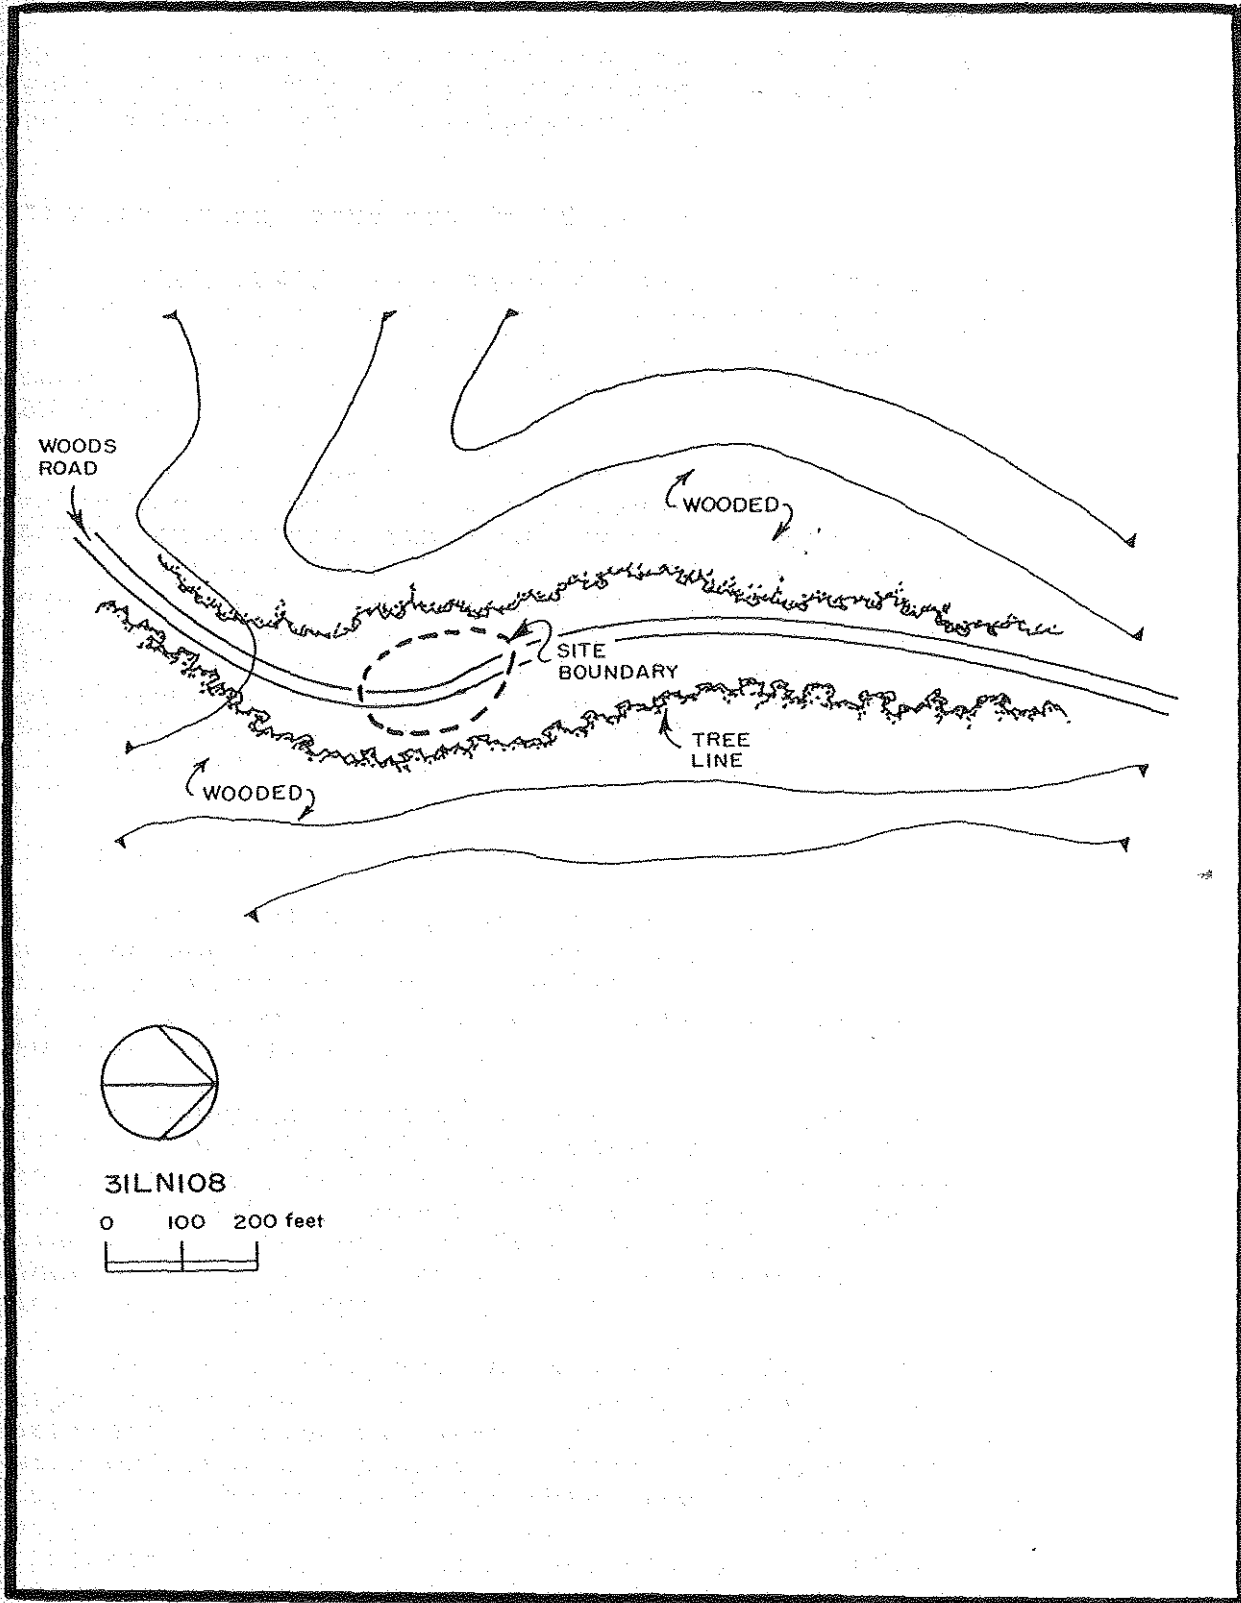 WOODS
ROAD
WOODED
SITE
BOUNDARY
TREE
LINE
WOODED
31LN108
0 100 200 feet